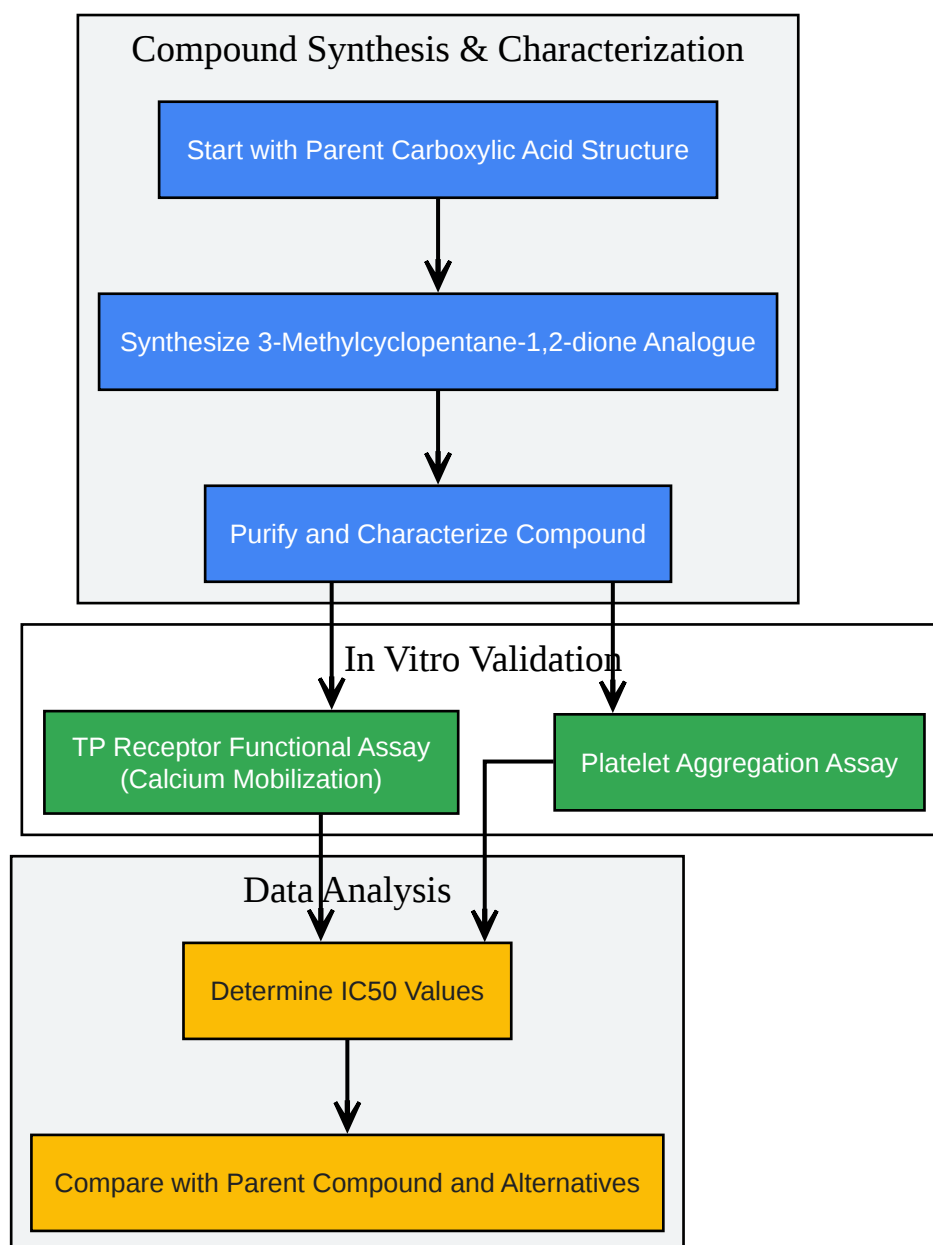 Compound Synthesis & Characterization
Start with Parent Carboxylic Acid Structure
Synthesize 3-Methylcyclopentane-1,2-dione Analogue
Purify and Characterize Compound
In Vitro Validation
TP Receptor Functional Assay
(Calcium Mobilization)
Platelet Aggregation Assay
Data Analysis
Determine IC50 Values
Compare with Parent Compound and Alternatives